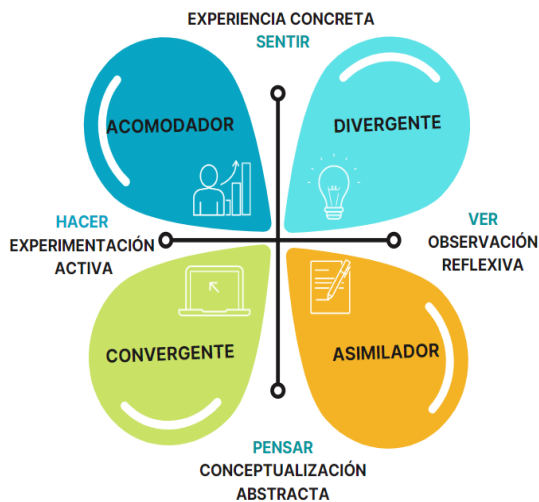 EXPERIENCIA CONCRETA
SENTIR
ACOMODADOR
DIVERGENTE
HACER
EXPERIMENTACIÓN
ACTIVA
VER
OBSERVACIÓN
REFLEXIVA
CONVERGENTE
ASIMILADOR
PENSAR
CONCEPTUALIZACIÓN
ABSTRACTA